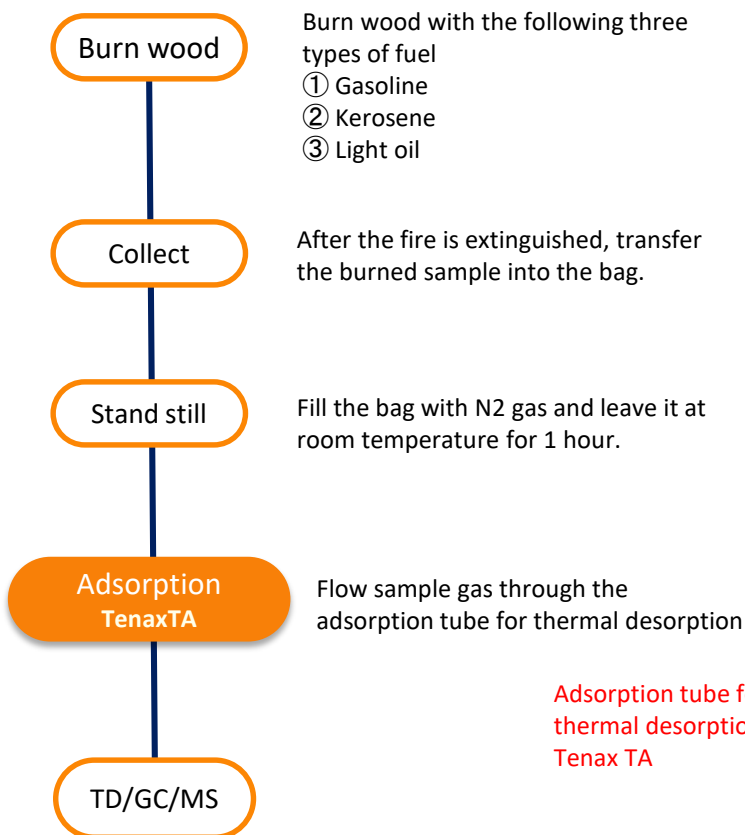 Burn wood
Burn wood with the following three
types of fuel
① Gasoline
② Kerosene
③ Light oil
Collect
After the fire is extinguished, transfer
the burned sample into the bag.
Stand still
Fill the bag with N2 gas and leave it at
room temperature for 1 hour.
Adsorption
TenaxTA
Flow sample gas through the
adsorption tube for thermal desorption
Adsorption tube f
thermal desorptio
Tenax TA
TD/GC/MS